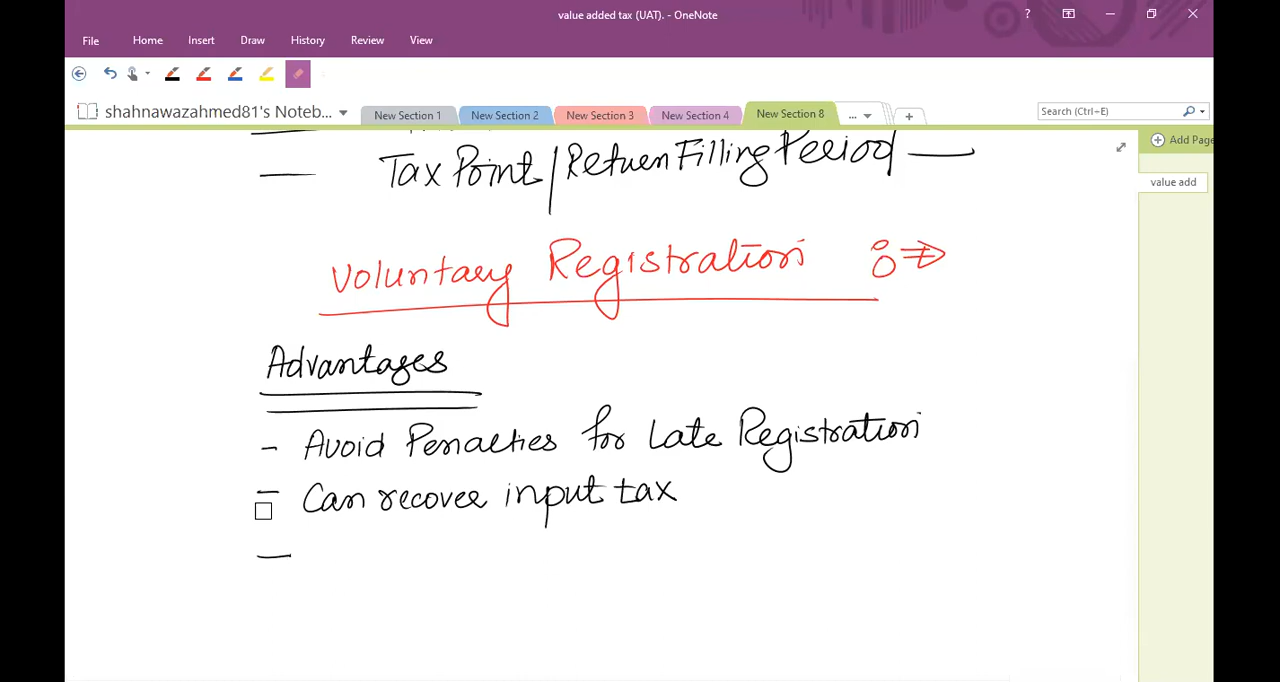 value added tax (UAT). - OneNote
?
File Home Insert Draw History Review View
shahnawazahmed81's Noteb... New Section 1 New Section 2 New Section 3 New Section 4 New Section 8 ... + Search (Ctrl+E)
+ Add Page
value add
Tax Point/Return Filling Period —
Voluntary Registration
Advantages
- Avoid Penalties for Late Registration
- Can recover input tax
-